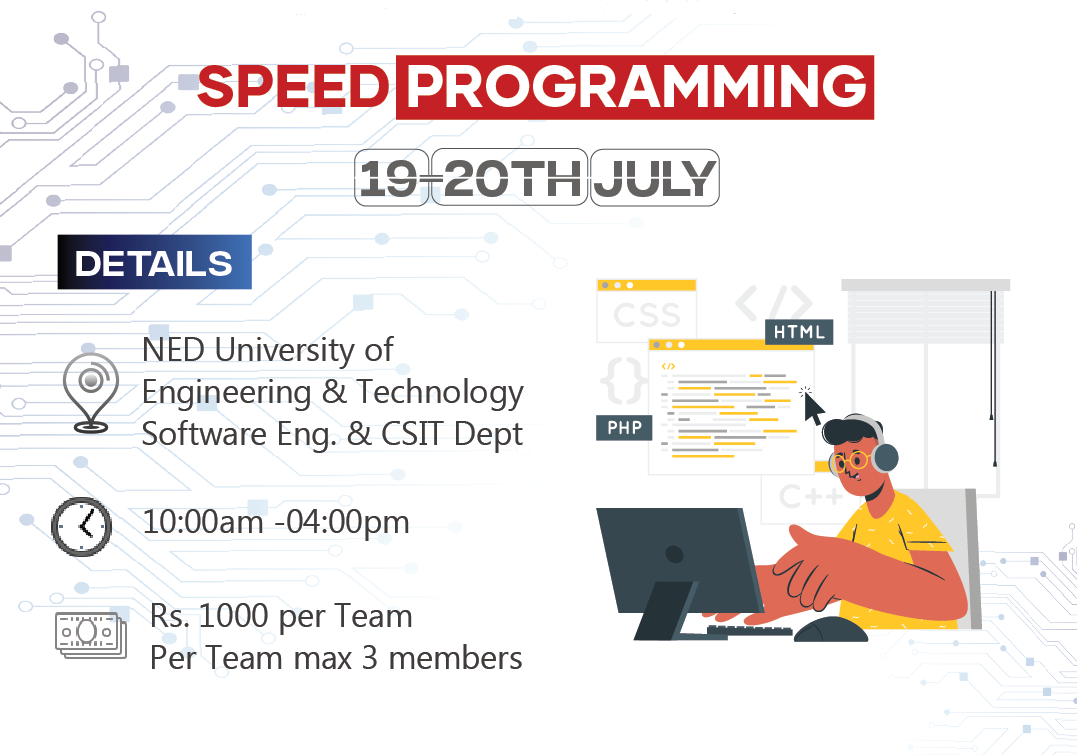 SPEED PROGRAMMING
19-20TH JULY
DETAILS
NED University of
Engineering & Technology
Software Eng. & CSIT Dept
10:00am -04:00pm
Rs. 1000 per Team
Per Team max 3 members
CSS
</>
HTML
</>
{}
PHP
C++